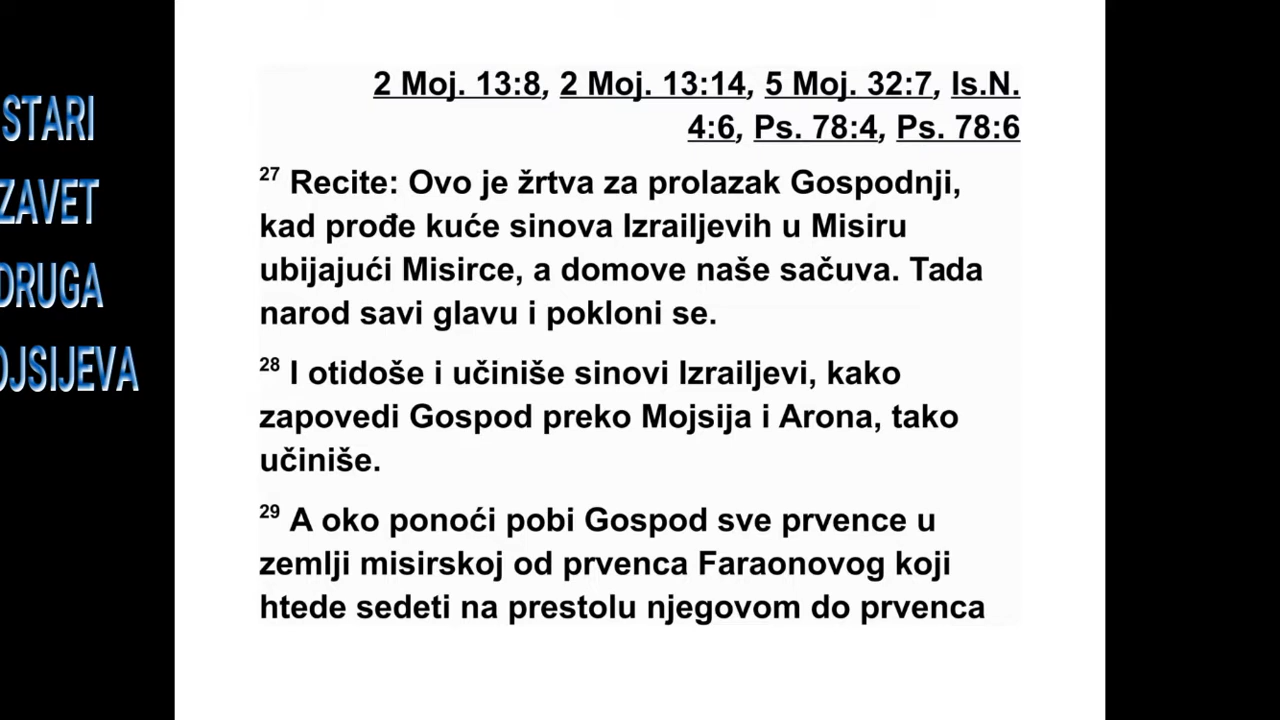 STARI
ZAVET
DRUGA
OJSIJEVA
2 Moj. 13:8, 2 Moj. 13:14, 5 Moj. 32:7, Is.N.
4:6, Ps. 78:4, Ps. 78:6
27 Recite: Ovo je žrtva za prolazak Gospodnji,
kad prođe kuće sinova Izrailjevih u Misiru
ubijajući Misirce, a domove naše sačuva. Tada
narod savi glavu i pokloni se.
28 I otidoše i učiniše sinovi Izrailjevi, kako
zapovedi Gospod preko Mojsija i Arona, tako
učiniše.
29 A oko ponoći pobi Gospod sve prvence u
zemlji misirskoj od prvenca Faraonovog koji
htede sedeti na prestolu njegovom do prvenca